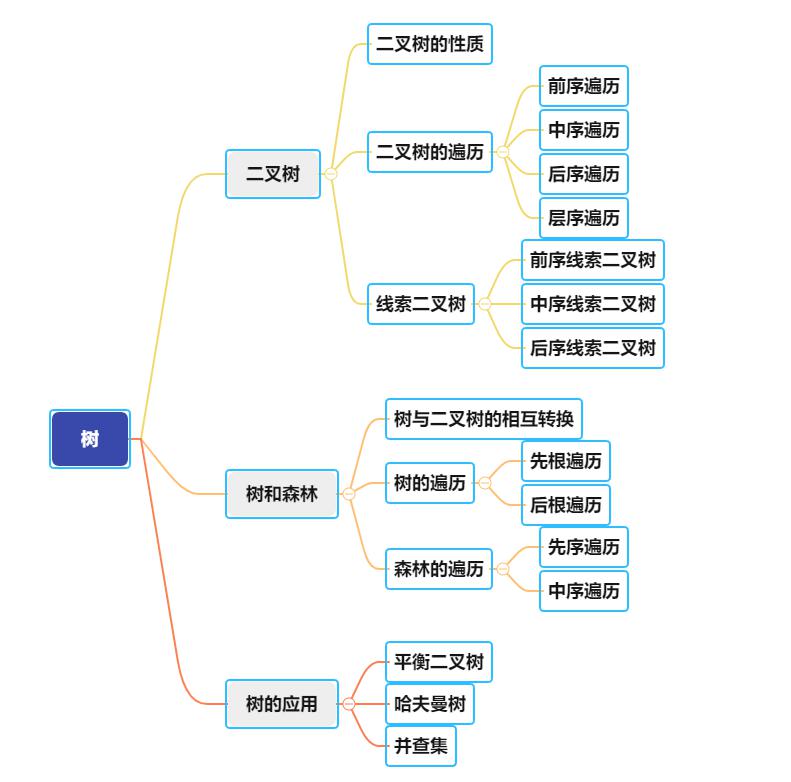 树
二叉树
二叉树的性质
二叉树的遍历
前序遍历
中序遍历
后序遍历
层序遍历
线索二叉树
前序线索二叉树
中序线索二叉树
后序线索二叉树
树和森林
树与二叉树的相互转换
树的遍历
先根遍历
后根遍历
森林的遍历
先序遍历
中序遍历
树的应用
平衡二叉树
哈夫曼树
并查集